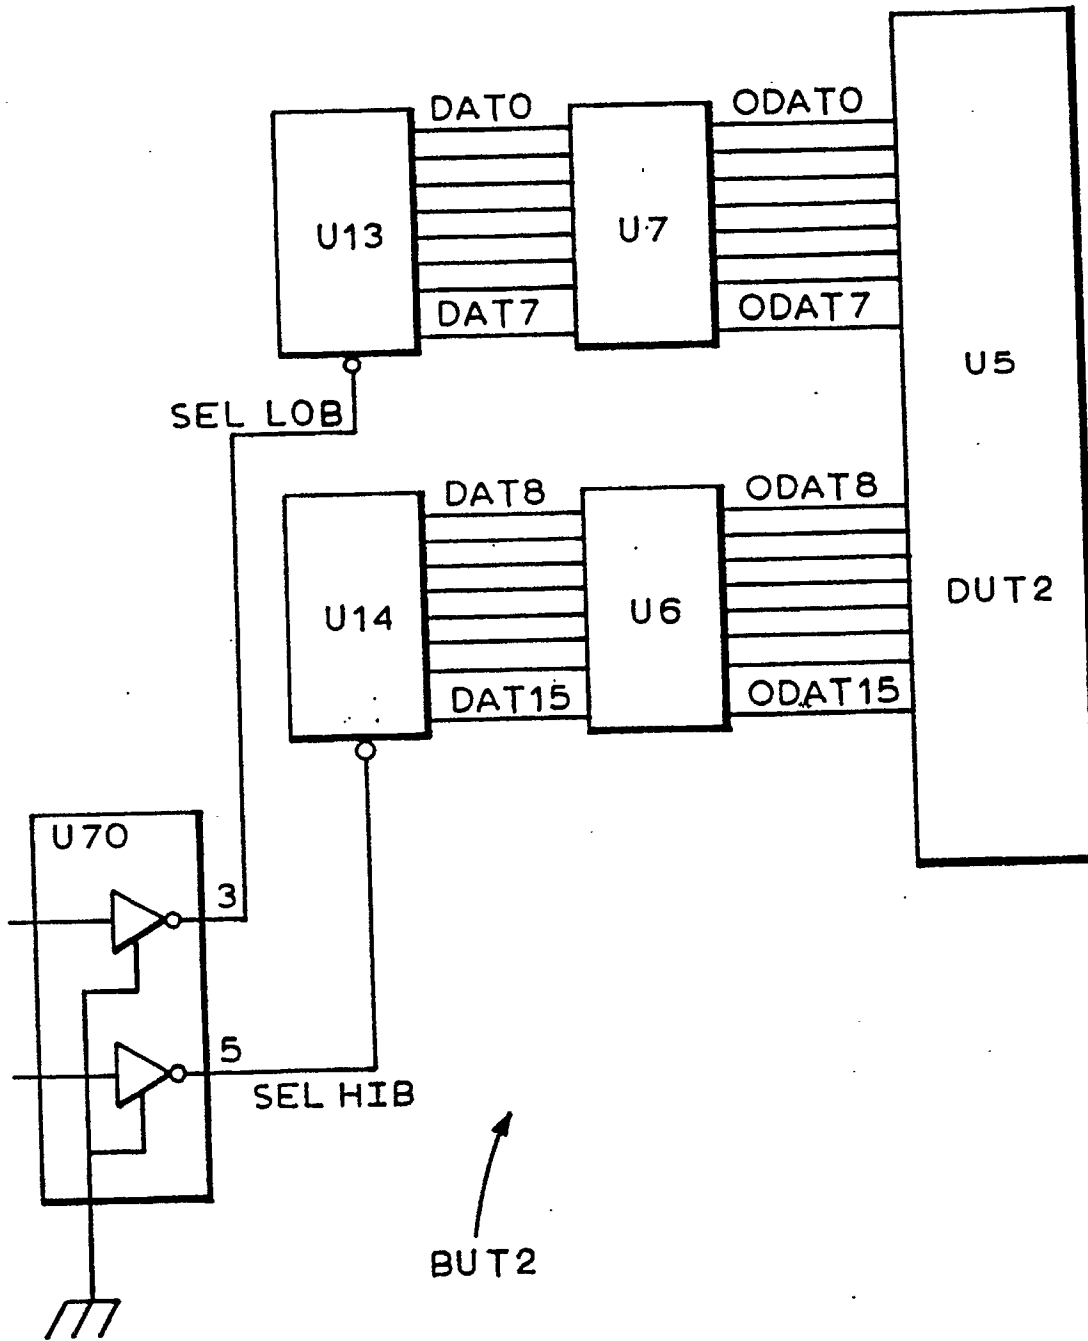 DAT0
ODAT0
U13
U7
DAT7
ODAT7
U5
SEL LOB
DAT8
ODAT8
DUT2
U14
U6
DAT15
ODAT15
U70
3
5
SEL HIB
BUT2